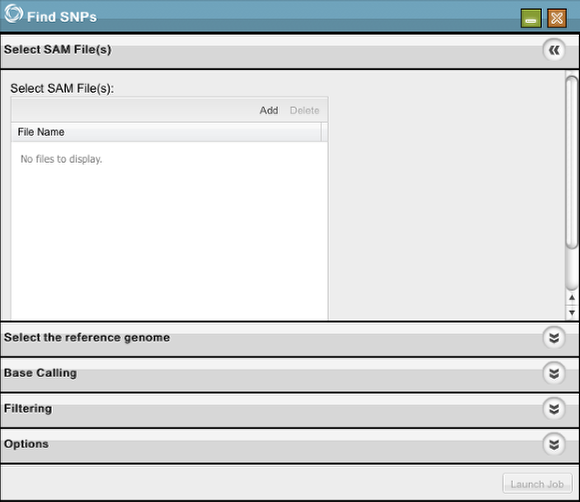 Find SNPs
Select SAM File(s)
Select SAM File(s):
Add Delete
File Name
No files to display.
Select the reference genome
Base Calling
Filtering
Options
Launch Job